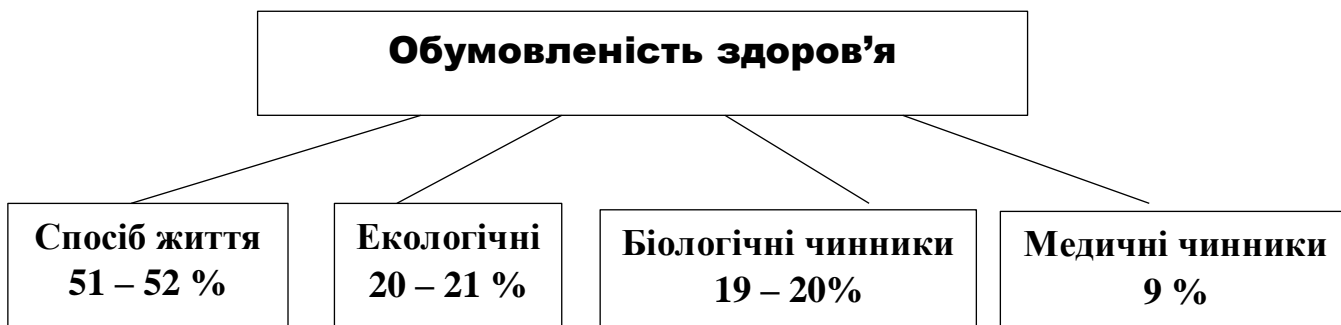 Обумовленість здоров’я
Спосіб життя
51 – 52 %
Екологічні
20 – 21 %
Біологічні чинники
19 – 20%
Медичні чинники
9 %